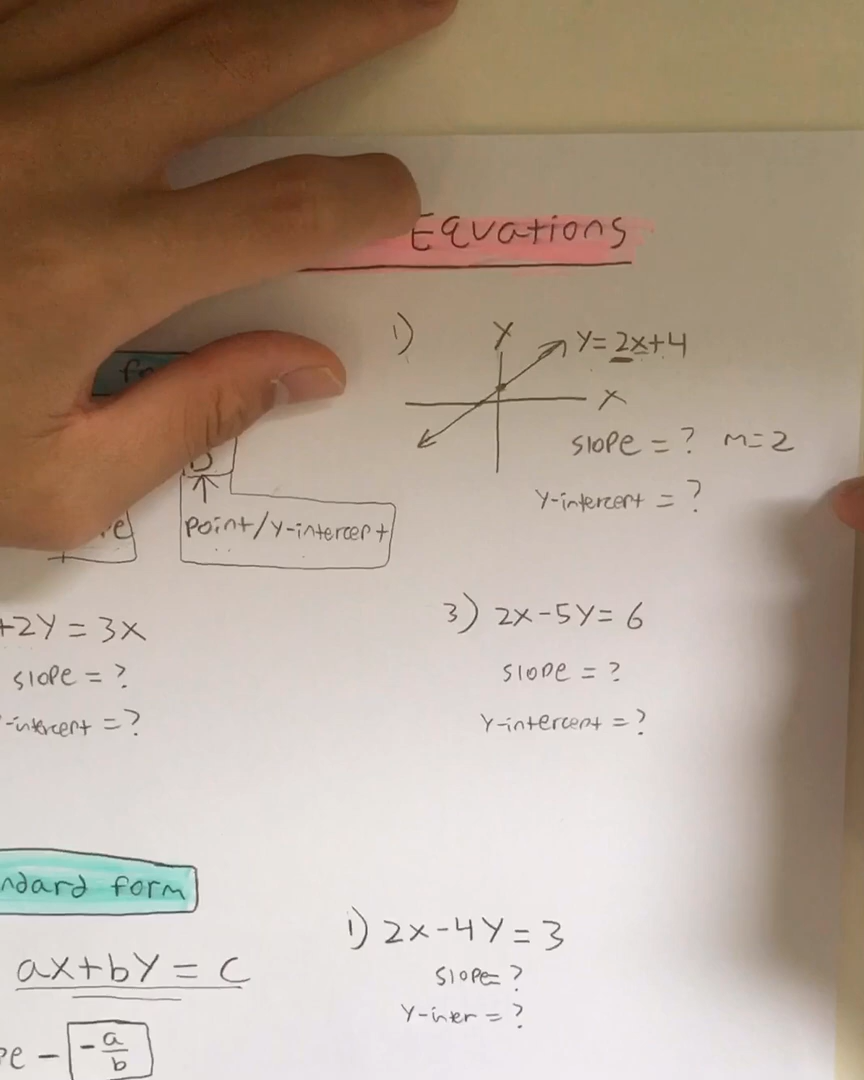 Equations
1)
Y
Y=2x+4
X
slope = ? m=2
Y-intercept = ?
point/Y-intercept
+2Y = 3x
slope = ?
-intercept = ?
3) 2x-5Y= 6
slope = ?
Y-intercept = ?
ndard form
ax+bY = C
-a/b
1) 2x-4Y= 3
slope= ?
Y-iner = ?